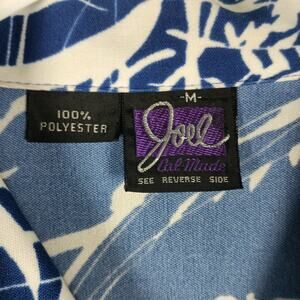 100%
POLYESTER
-M-
Joel
Cal Made
SEE REVERSE SIDE